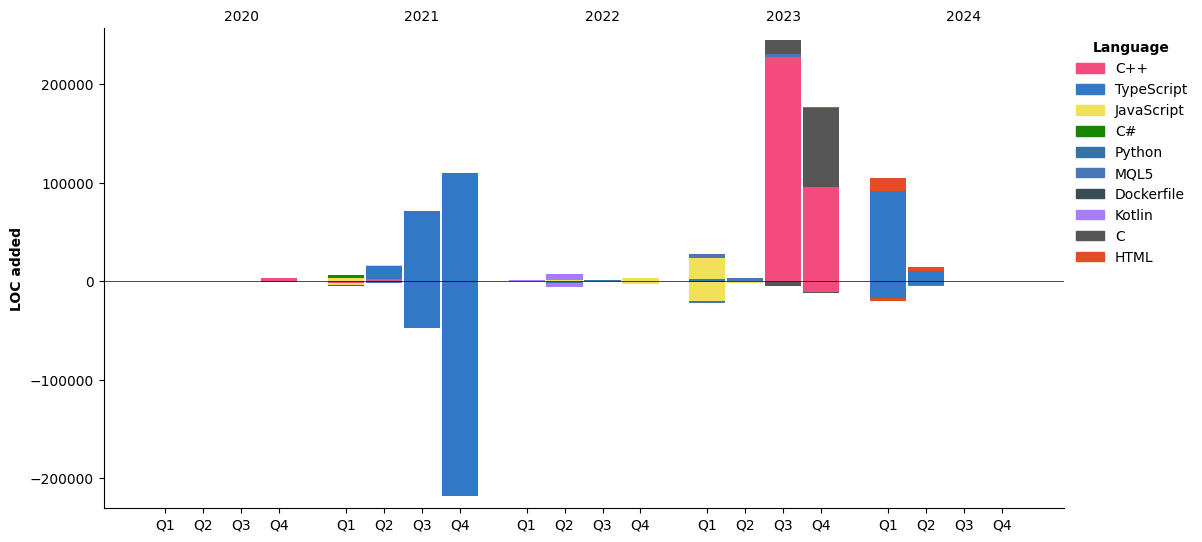 2020 2021 2022 2023 2024
Language
C++
TypeScript
JavaScript
C#
Python
MQL5
Dockerfile
Kotlin
C
HTML
LOC added
200000
100000
0
−100000
−200000
Q1 Q2 Q3 Q4 Q1 Q2 Q3 Q4 Q1 Q2 Q3 Q4 Q1 Q2 Q3 Q4 Q1 Q2 Q3 Q4